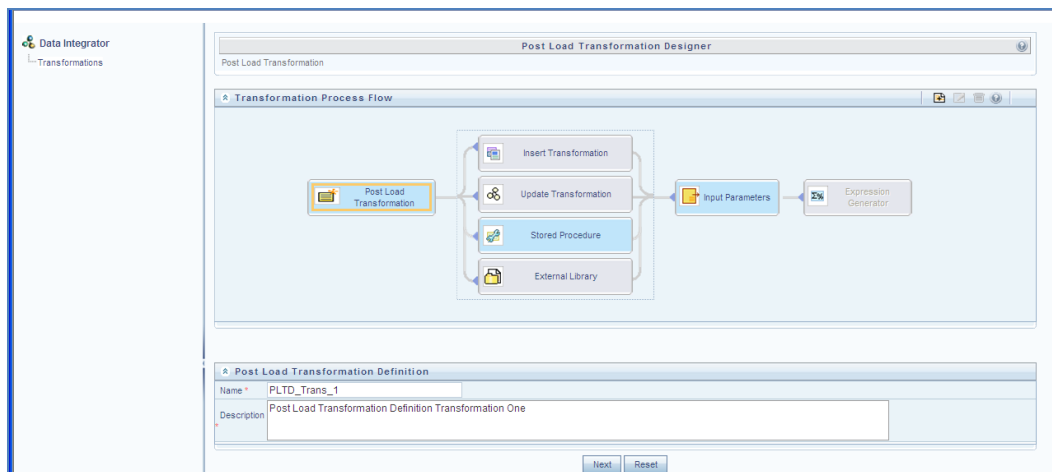 Data Integrator
Transformations
Post Load Transformation Designer
Post Load Transformation
Transformation Process Flow
Post Load
Transformation
Insert Transformation
Update Transformation
Stored Procedure
External Library
Input Parameters
Σ%
Expression
Generator
Post Load Transformation Definition
Name * PLTD_Trans_1
Description * Post Load Transformation Definition Transformation One
Next Reset